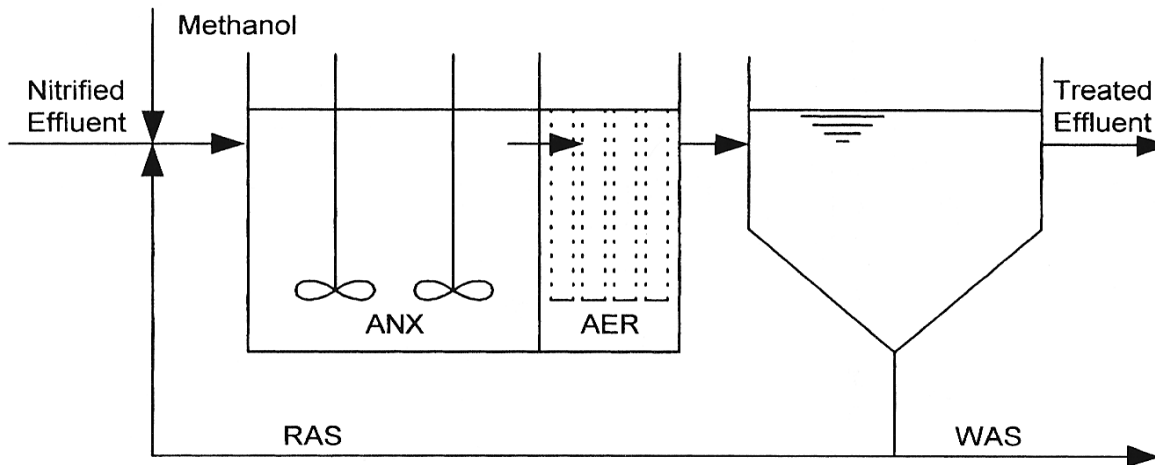 Methanol
Nitrified
Effluent
Treated
Effluent
ANX
AER
RAS
WAS